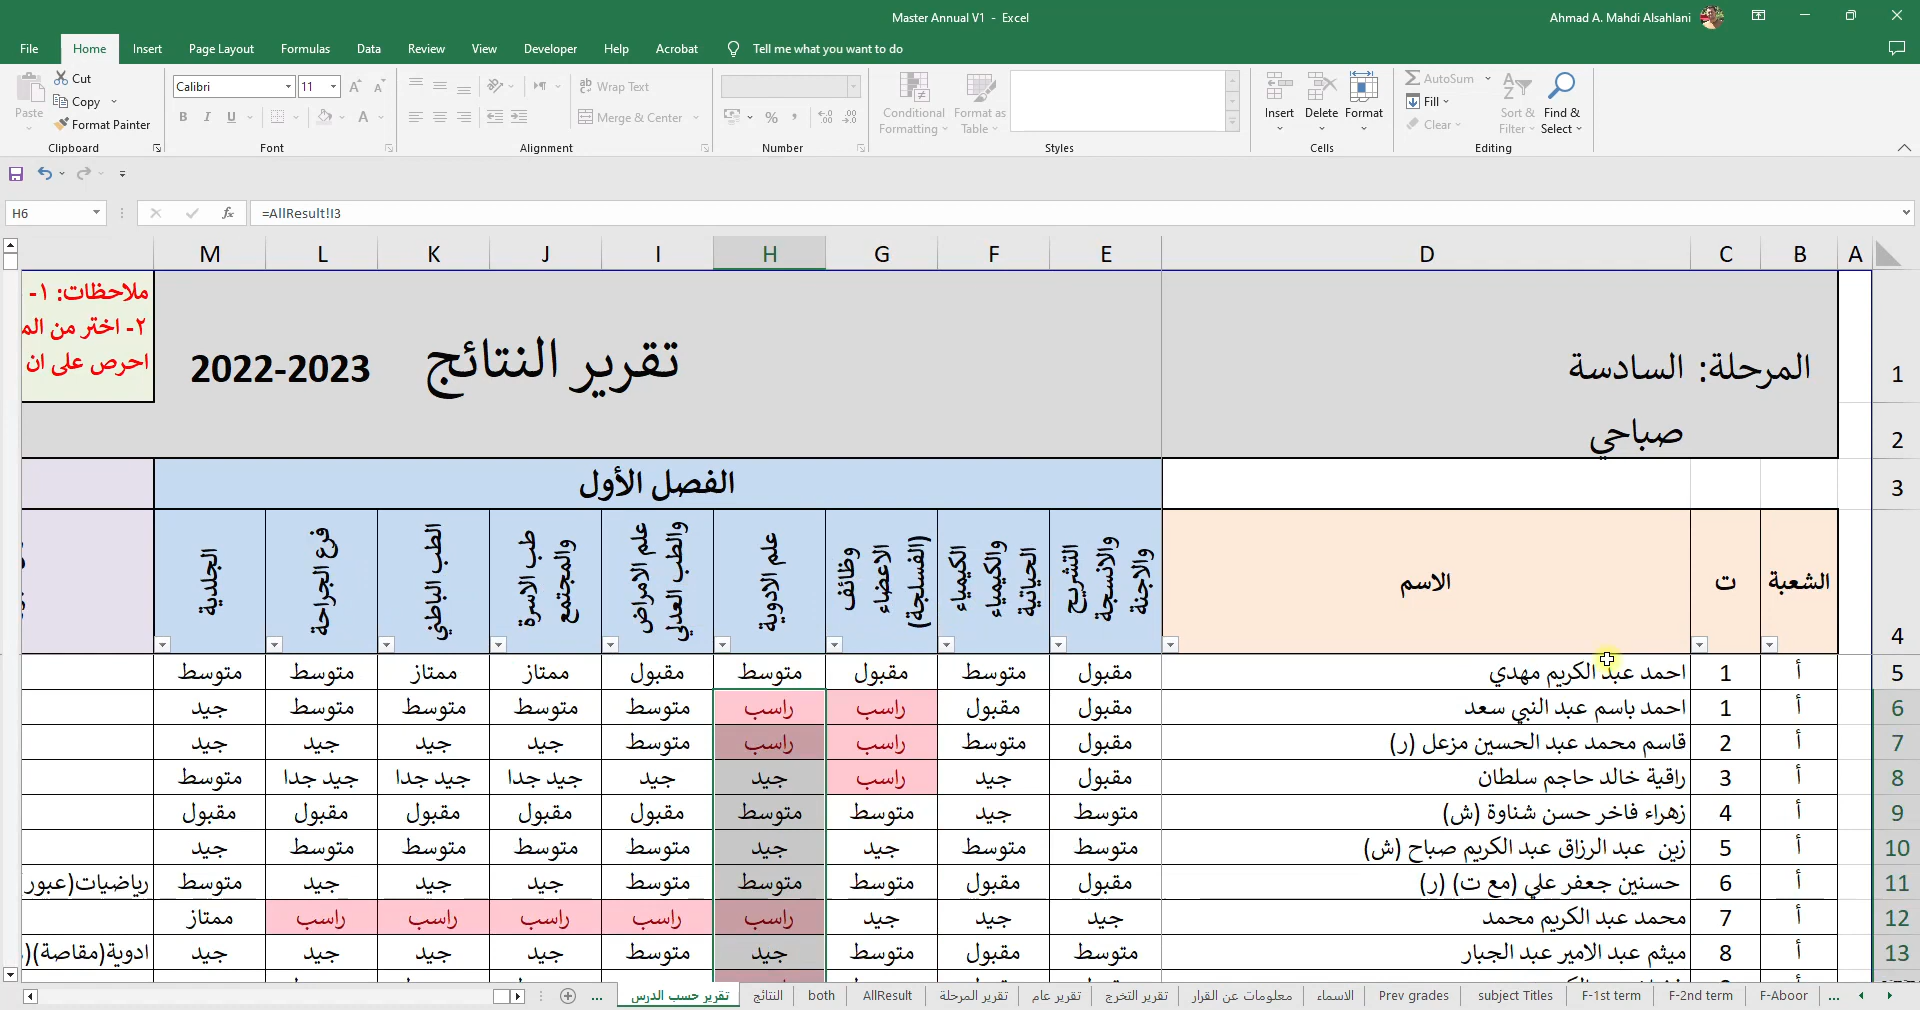 Master Annual V1 - Excel
Ahmad A. Mahdi Alsahlani
File Home Insert Page Layout Formulas Data Review View Developer Help Acrobat Tell me what you want to do
Paste
Cut
Copy
Format Painter
Clipboard
Calibri 11
B I U
Font
Wrap Text
Merge & Center
Alignment
Number
Conditional Formatting
Format as Table
Styles
Insert Delete Format
Cells
AutoSum
Fill
Clear
Sort & Filter
Find & Select
Editing
H6
fx =AllResult!I3
A B C D E F G H I J K L M
المرحلة: السادسة
تقرير النتائج 2022-2023
ملاحظات: ١-
٢- اختر من
احرص على ان
1
صباحي
2
الفصل الأول
3
الشعبة ت الاسم التشريح والانسجة والاجنة الكيمياء والكيمياء الحياتية وظائف الاعضاء (الفسلجة) علم الادوية علم الامراض والطب العدلي طب الاسرة والمجتمع الطب الباطني فرع الجراحة الجلدية
4
5 أ 1 احمد عبد الكريم مهدي مقبول متوسط مقبول متوسط مقبول ممتاز ممتاز متوسط متوسط
6 أ 1 احمد باسم عبد النبي سعد مقبول مقبول راسب راسب متوسط متوسط متوسط متوسط جيد
7 أ 2 قاسم محمد عبد الحسين مزعل (ر) مقبول متوسط راسب راسب متوسط جيد جيد جيد جيد
8 أ 3 راقية خالد حاجم سلطان مقبول جيد راسب جيد جيد جيد جدا جيد جدا جيد جدا متوسط
9 أ 4 زهراء فاخر حسن شناوة (ش) متوسط جيد متوسط متوسط متوسط مقبول مقبول مقبول مقبول
10 أ 5 زين عبد الرزاق عبد الكريم صباح (ش) متوسط متوسط جيد جيد متوسط متوسط متوسط متوسط جيد
11 أ 6 حسنين جعفر علي (مع ت) (ر) مقبول مقبول متوسط متوسط متوسط جيد جيد جيد متوسط رياضيات(عبور)
12 أ 7 محمد عبد الكريم محمد جيد جيد جيد راسب راسب راسب راسب راسب ممتاز
13 أ 8 ميثم عبد الامير عبد الجبار متوسط مقبول متوسط جيد متوسط جيد جيد جيد جيد ادوية(مقاصة)(
... تقرير حسب الدرس النتائج both AllResult تقرير المرحلة تقرير عام تقرير التخرج معلومات عن القرار الاسماء Prev grades subject Titles F-1st term F-2nd term F-Aboor ...